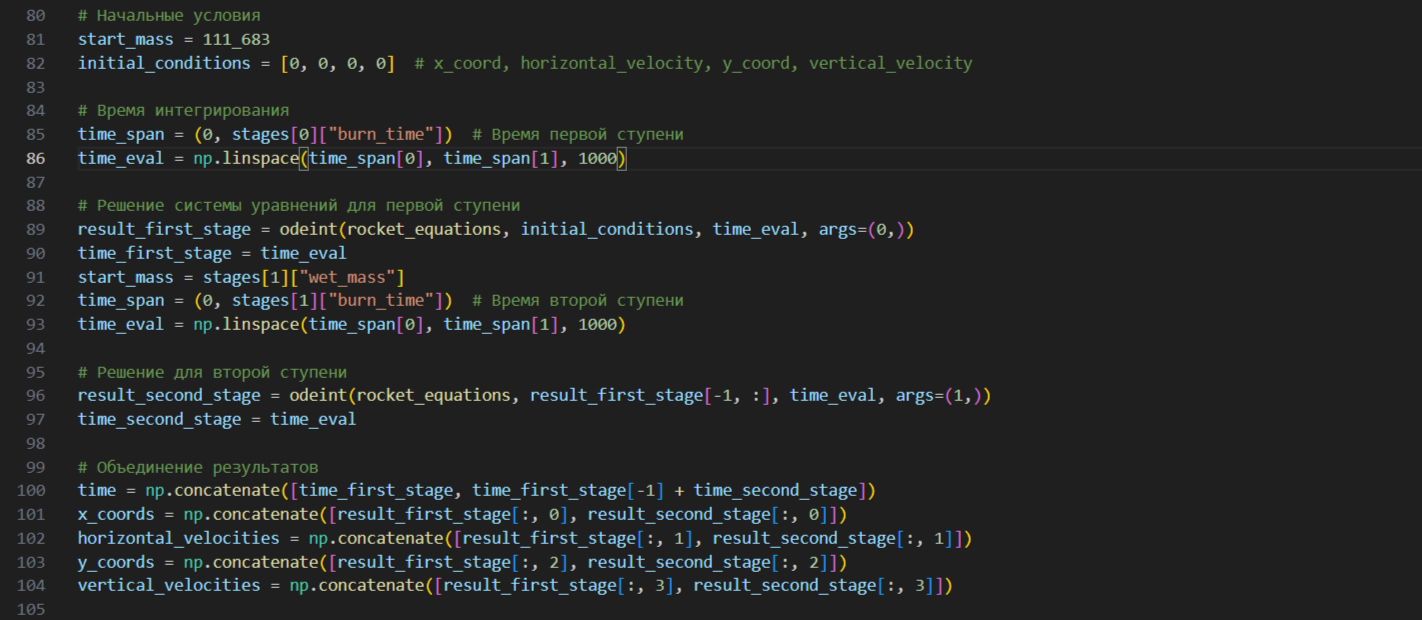 80 # Начальные условия
81 start_mass = 111_683
82 initial_conditions = [0, 0, 0, 0]  # x_coord, horizontal_velocity, y_coord, vertical_velocity
83
84 # Время интегрирования
85 time_span = (0, stages[0]["burn_time"])  # Время первой ступени
86 time_eval = np.linspace(time_span[0], time_span[1], 1000)
87
88 # Решение системы уравнений для первой ступени
89 result_first_stage = odeint(rocket_equations, initial_conditions, time_eval, args=(0,))
90 time_first_stage = time_eval
91 start_mass = stages[1]["wet_mass"]
92 time_span = (0, stages[1]["burn_time"])  # Время второй ступени
93 time_eval = np.linspace(time_span[0], time_span[1], 1000)
94
95 # Решение для второй ступени
96 result_second_stage = odeint(rocket_equations, result_first_stage[-1, :], time_eval, args=(1,))
97 time_second_stage = time_eval
98
99 # Объединение результатов
100 time = np.concatenate([time_first_stage, time_first_stage[-1] + time_second_stage])
101 x_coords = np.concatenate([result_first_stage[:, 0], result_second_stage[:, 0]])
102 horizontal_velocities = np.concatenate([result_first_stage[:, 1], result_second_stage[:, 1]])
103 y_coords = np.concatenate([result_first_stage[:, 2], result_second_stage[:, 2]])
104 vertical_velocities = np.concatenate([result_first_stage[:, 3], result_second_stage[:, 3]])
105